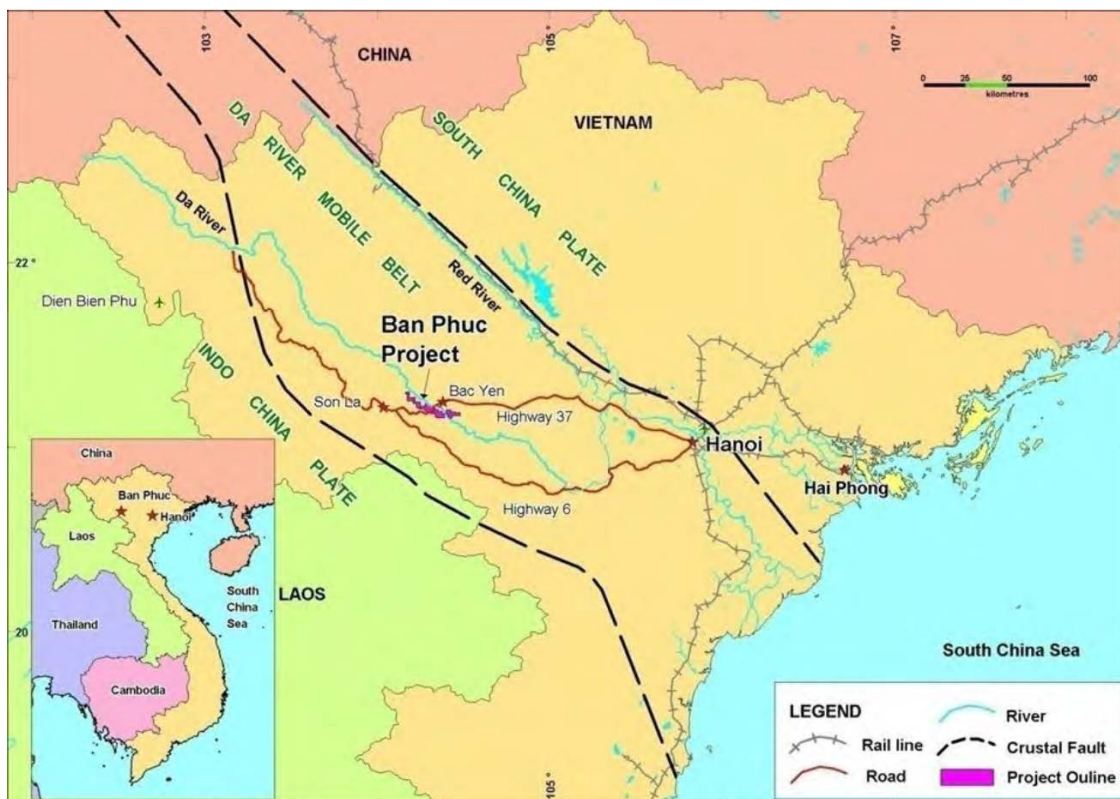 103 °
105 °
107 °
CHINA
VIETNAM
0 25 50 100
kilometres
DA RIVER MOBILE BELT
SOUTH CHINA PLATE
Da River
22 °
Red River
Dien Bien Phu
Ban Phuc
Project
INDO CHINA PLATE
Son La
Bac Yen
Highway 37
Hanoi
Hai Phong
Highway 6
China
Ban Phuc
Hanoi
Laos
South
China
Sea
Thailand
Cambodia
LAOS
20
South China Sea
105 °
LEGEND
River
Rail line
Crustal Fault
Road
Project Ouline